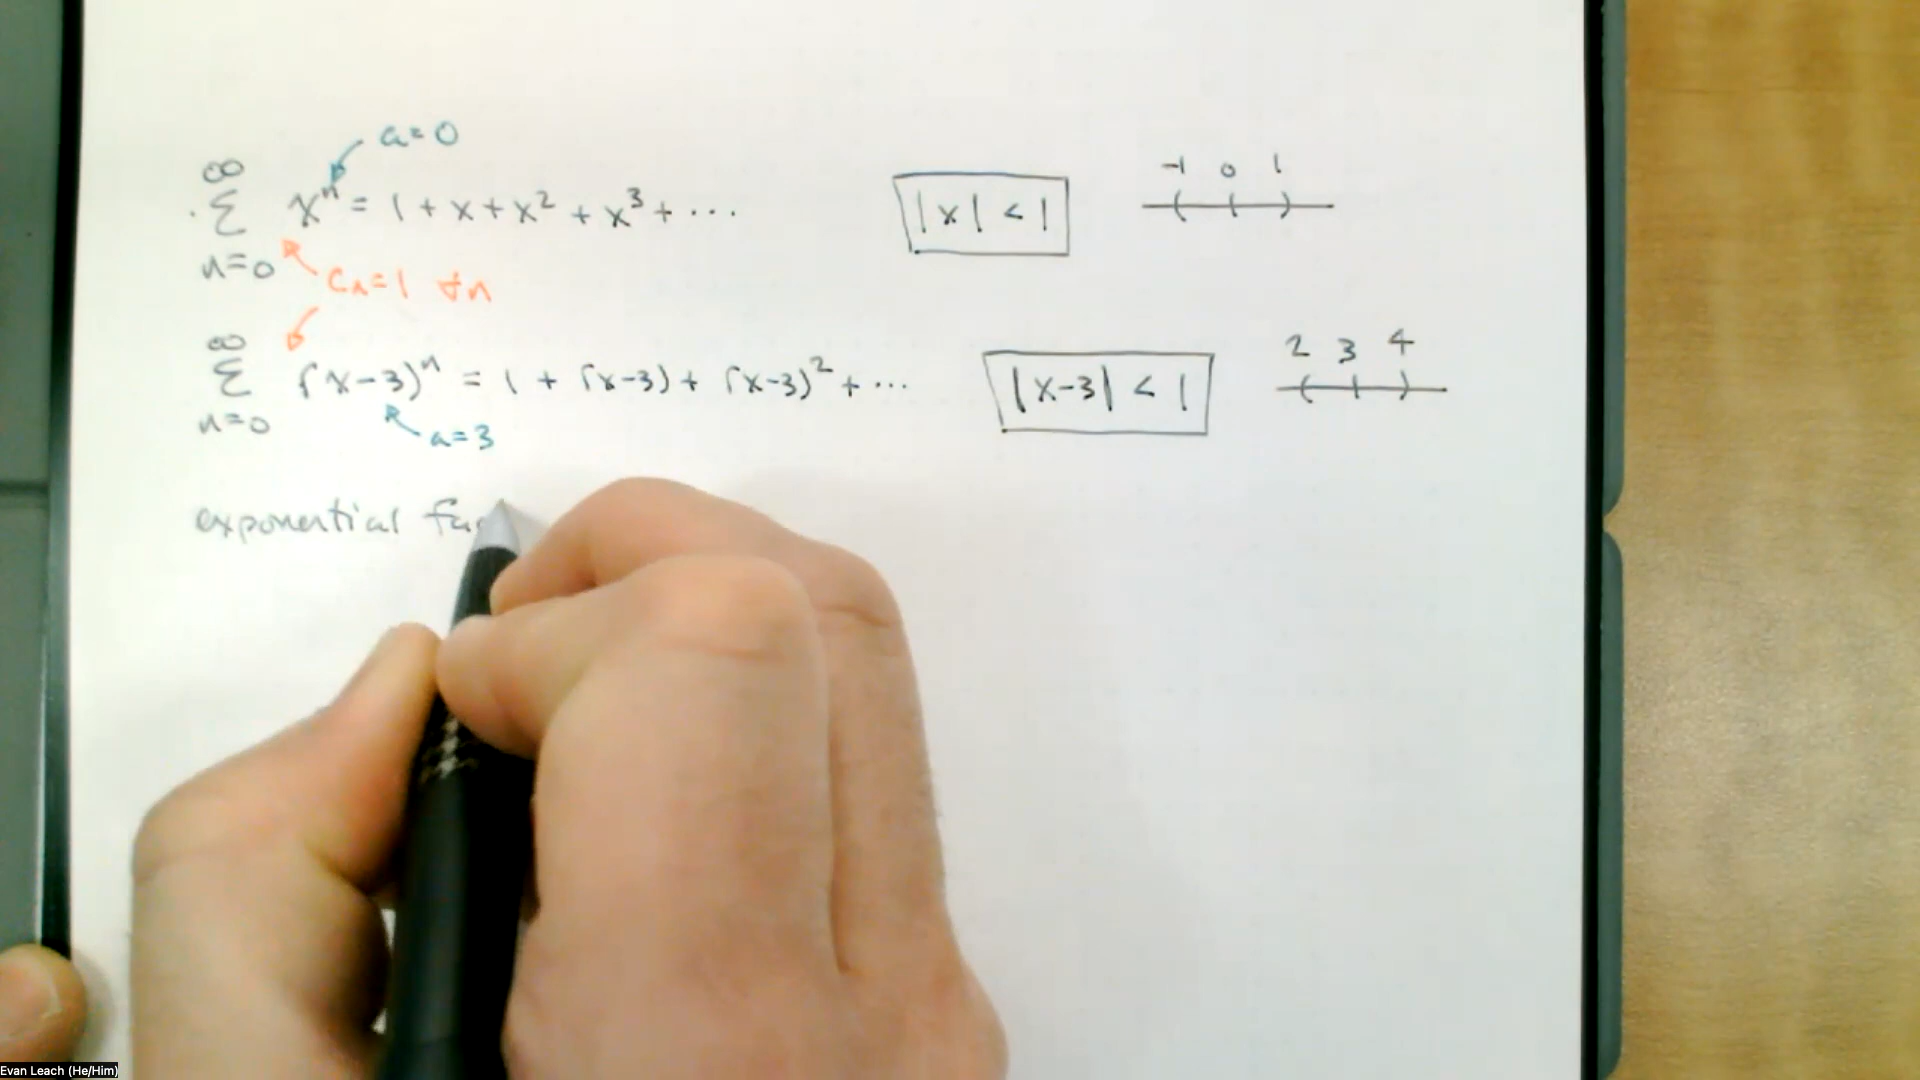 a=0
∞ -1 0 1
Σ xⁿ = 1 + x + x² + x³ + ... |x| < 1
n=0
Cn=1 ∀n
∞ 2 3 4
Σ (x-3)ⁿ = 1 + (x-3) + (x-3)² + ... |x-3| < 1
n=0
a=3
exponential
Evan Leach (He/Him)